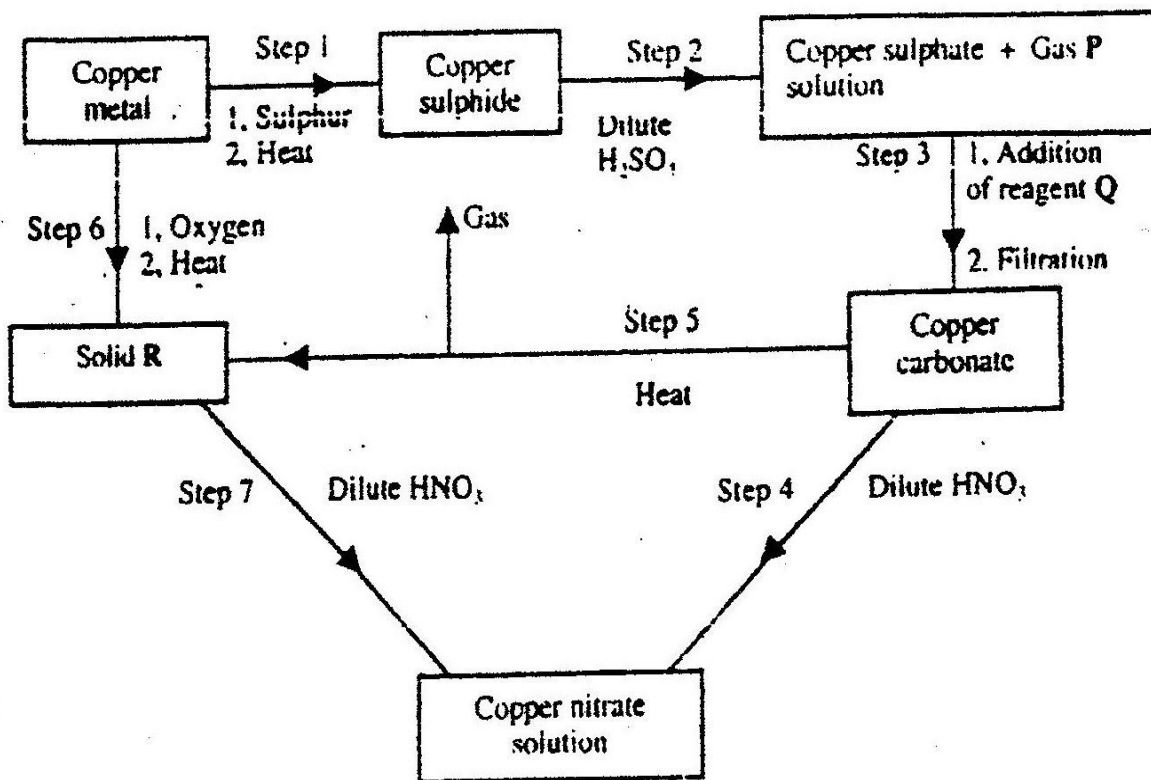 Copper
metal
Step 1
1. Sulphur
2. Heat
Copper
sulphide
Step 2
Dilute
H₂SO₄
Copper sulphate + Gas P
solution
Step 3
1. Addition
of reagent Q
2. Filtration
Step 6
1. Oxygen
2. Heat
Gas
Solid R
Step 5
Heat
Copper
carbonate
Step 7
Dilute HNO₃
Step 4
Dilute HNO₃
Copper nitrate
solution